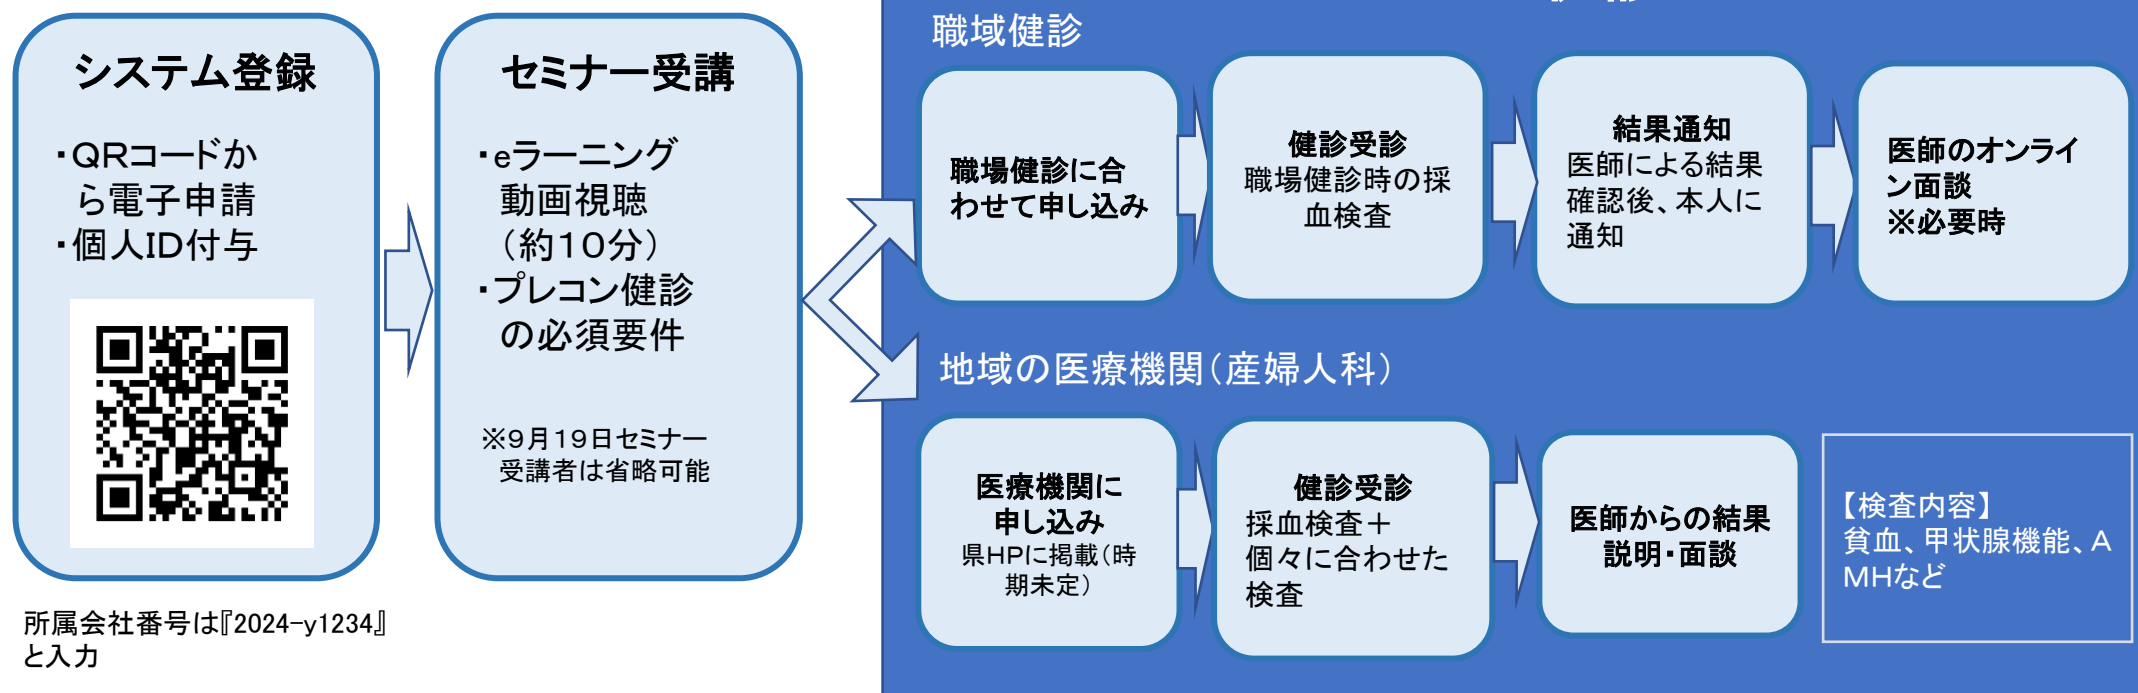 システム登録
・QRコードか
ら電子申請
・個人ID付与
所属会社番号は『2024-y1234』
と入力
セミナー受講
・eラーニング
動画視聴
（約10分）
・プレコン健診
の必須要件
※9月19日セミナー
受講者は省略可能
職域健診
職場健診に合
わせて申し込み
健診受診
職場健診時の採
血検査
結果通知
医師による結果
確認後、本人に
通知
医師のオンライ
ン面談
※必要時
地域の医療機関（産婦人科）
医療機関に
申し込み
県HPに掲載（時
期未定）
健診受診
採血検査＋
個々に合わせた
検査
医師からの結果
説明・面談
【検査内容】
貧血、甲状腺機能、A
MHなど